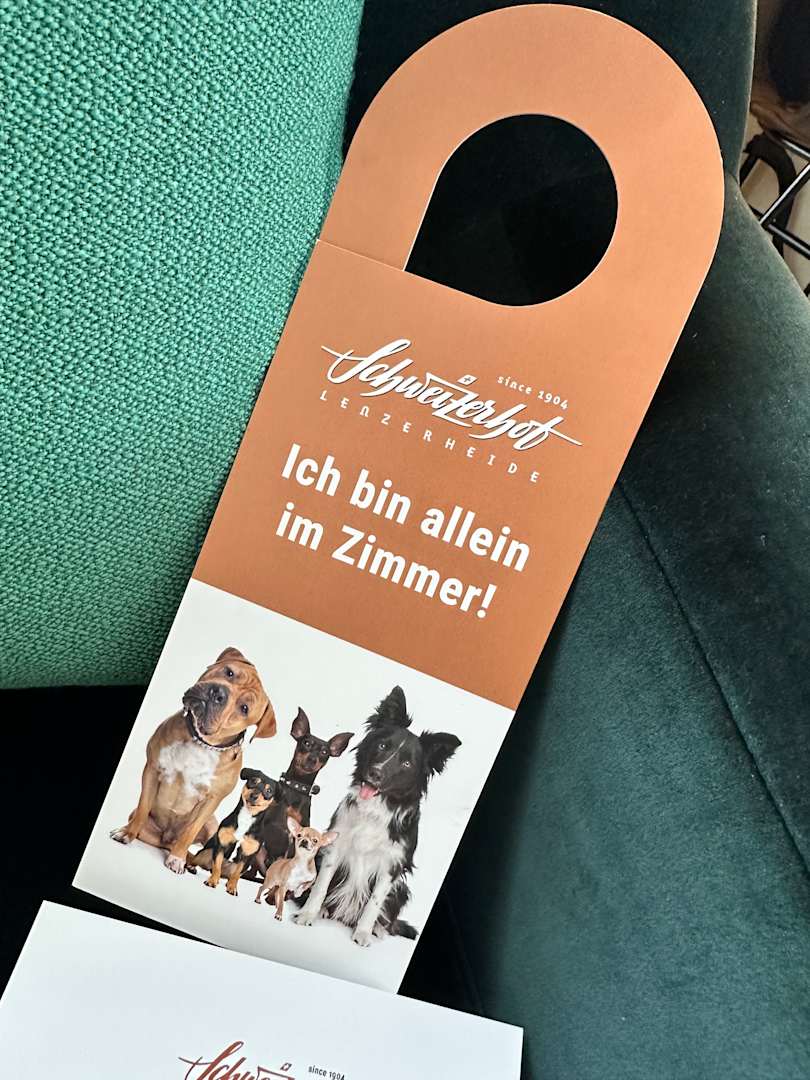 Schweizerhof
since 1904
LENZERHEIDE
Ich bin allein
im Zimmer!
since 1904